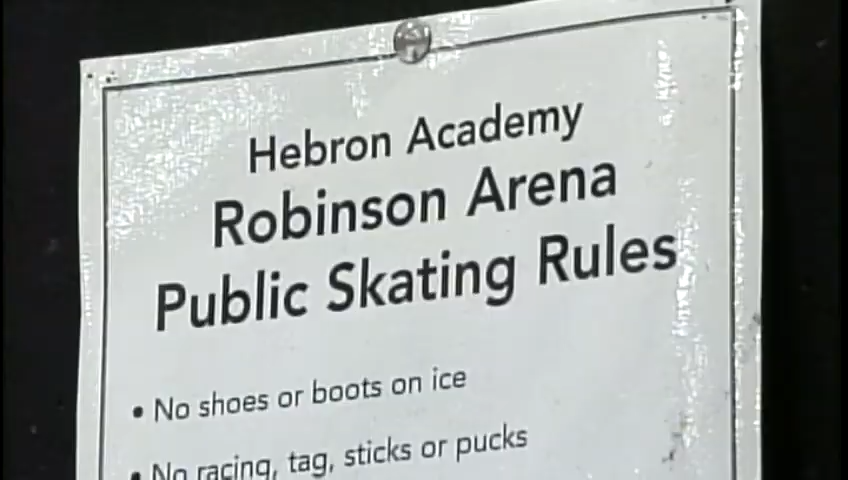 Hebron Academy
Robinson Arena
Public Skating Rules
• No shoes or boots on ice
• No racing, tag, sticks or pucks